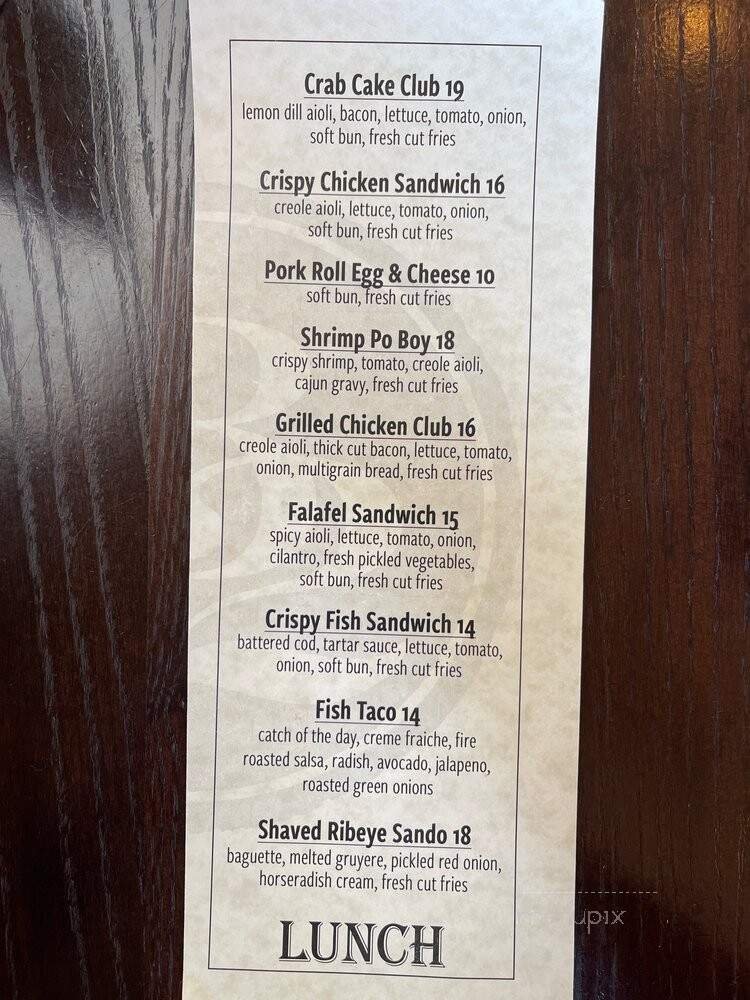 Crab Cake Club 19
lemon dill aioli, bacon, lettuce, tomato, onion,
soft bun, fresh cut fries
Crispy Chicken Sandwich 16
creole aioli, lettuce, tomato, onion,
soft bun, fresh cut fries
Pork Roll Egg & Cheese 10
soft bun, fresh cut fries
Shrimp Po Boy 18
crispy shrimp, tomato, creole aioli,
cajun gravy, fresh cut fries
Grilled Chicken Club 16
creole aioli, thick cut bacon, lettuce, tomato,
onion, multigrain bread, fresh cut fries
Falafel Sandwich 15
spicy aioli, lettuce, tomato, onion,
cilantro, fresh pickled vegetables,
soft bun, fresh cut fries
Crispy Fish Sandwich 14
battered cod, tartar sauce, lettuce, tomato,
onion, soft bun, fresh cut fries
Fish Taco 14
catch of the day, creme fraiche, fire
roasted salsa, radish, avocado, jalapeno,
roasted green onions
Shaved Ribeye Sando 18
baguette, melted gruyere, pickled red onion,
horseradish cream, fresh cut fries
LUNCH